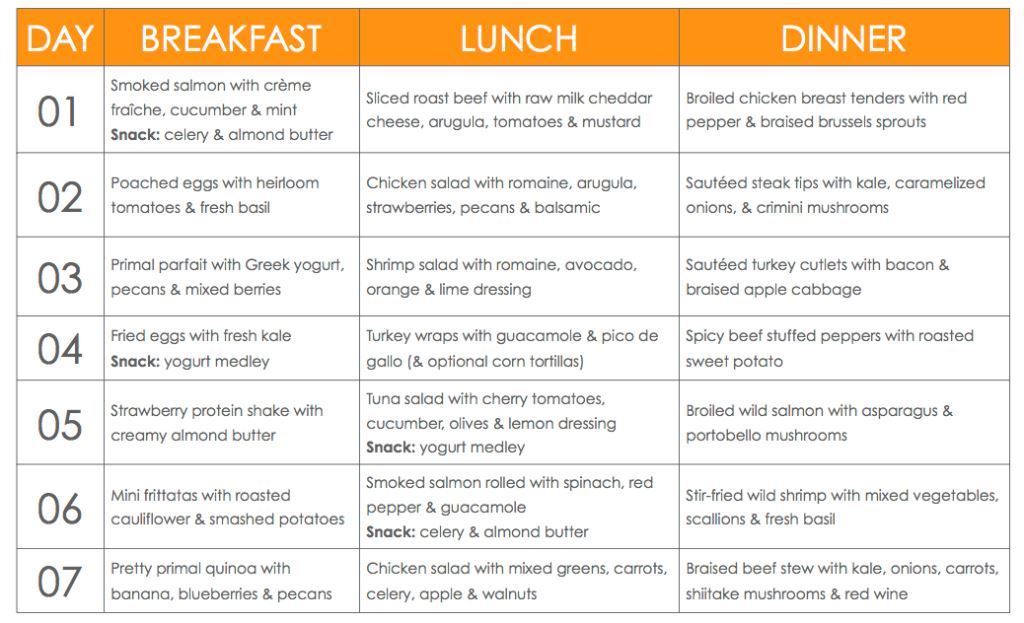 DAY BREAKFAST LUNCH DINNER
01
Smoked salmon with crème
fraîche, cucumber & mint
Snack: celery & almond butter
Sliced roast beef with raw milk cheddar
cheese, arugula, tomatoes & mustard
Broiled chicken breast tenders with red
pepper & braised brussels sprouts
02
Poached eggs with heirloom
tomatoes & fresh basil
Chicken salad with romaine, arugula,
strawberries, pecans & balsamic
Sautéed steak tips with kale, caramelized
onions, & crimini mushrooms
03
Primal parfait with Greek yogurt,
pecans & mixed berries
Shrimp salad with romaine, avocado,
orange & lime dressing
Sautéed turkey cutlets with bacon &
braised apple cabbage
04
Fried eggs with fresh kale
Snack: yogurt medley
Turkey wraps with guacamole & pico de
gallo (& optional corn tortillas)
Spicy beef stuffed peppers with roasted
sweet potato
05
Strawberry protein shake with
creamy almond butter
Tuna salad with cherry tomatoes,
cucumber, olives & lemon dressing
Snack: yogurt medley
Broiled wild salmon with asparagus &
portobello mushrooms
06
Mini frittatas with roasted
cauliflower & smashed potatoes
Smoked salmon rolled with spinach, red
pepper & guacamole
Snack: celery & almond butter
Stir-fried wild shrimp with mixed vegetables,
scallions & fresh basil
07
Pretty primal quinoa with
banana, blueberries & pecans
Chicken salad with mixed greens, carrots,
celery, apple & walnuts
Braised beef stew with kale, onions, carrots,
shiitake mushrooms & red wine